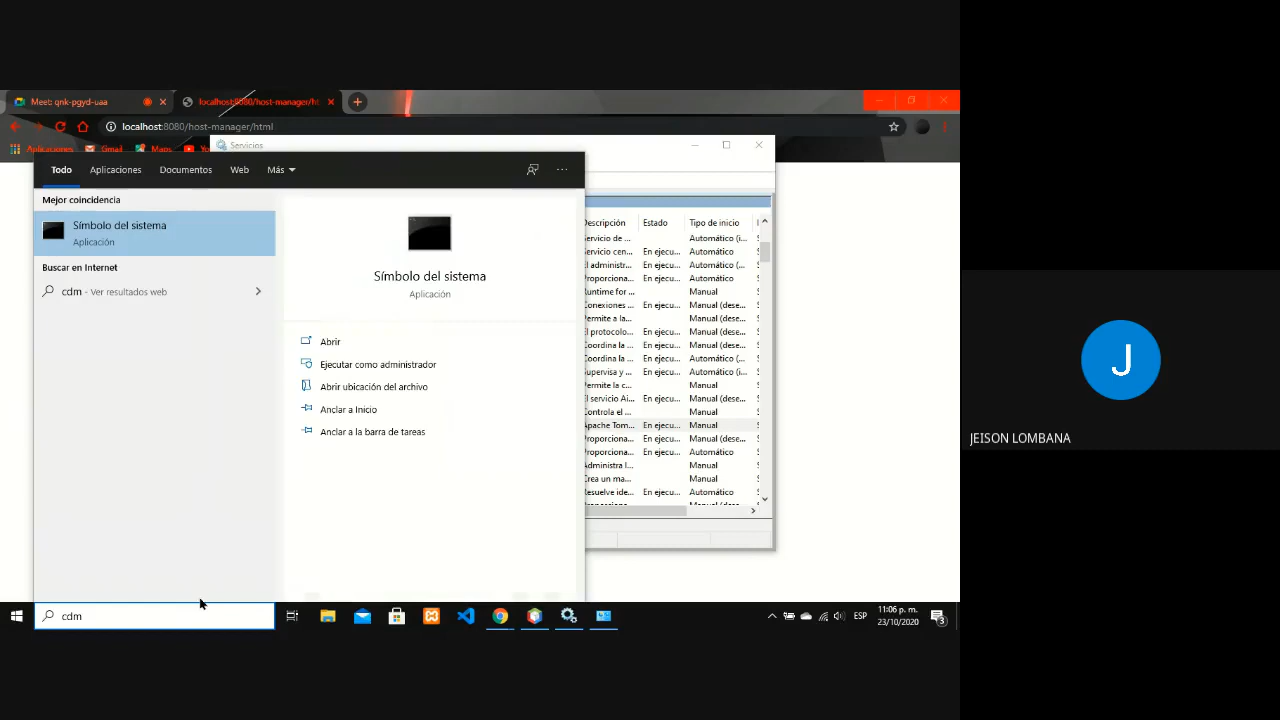 Meet: qnk-pgyd-uaa
localhost:8080/host-manager/ht
localhost:8080/host-manager/html
Aplicaciones
Gmail
Maps
Yo
Servicios
Todo
Aplicaciones
Documentos
Web
Más
Mejor coincidencia
Símbolo del sistema
Aplicación
Buscar en Internet
cdm - Ver resultados web
Símbolo del sistema
Aplicación
Abrir
Ejecutar como administrador
Abrir ubicación del archivo
Anclar a Inicio
Anclar a la barra de tareas
Descripción Estado Tipo de inicio
Servicio de ... Automático (i...
Servicio cen... En ejecu... Automático
El administr... En ejecu... Automático (...
Proporciona... En ejecu... Automático
Runtime for ... Manual
Conexiones ... En ejecu... Manual (dese...
Permite a la... Manual (dese...
El protocolo... En ejecu... Manual (dese...
Coordina la ... En ejecu... Manual (dese...
Coordina la ... En ejecu... Automático (...
Supervisa y ... En ejecu... Automático (i...
Permite la c... Manual
El servicio Ai... En ejecu... Manual (dese...
Controla el ... Manual
Apache Tom... En ejecu... Manual
Proporciona... En ejecu... Manual (dese...
Proporciona... En ejecu... Automático
Administra l... Manual
Crea un ma... Manual
Resuelve ide... En ejecu... Automático
cdm
ESP
11:06 p. m.
23/10/2020
3
J
JEISON LOMBANA